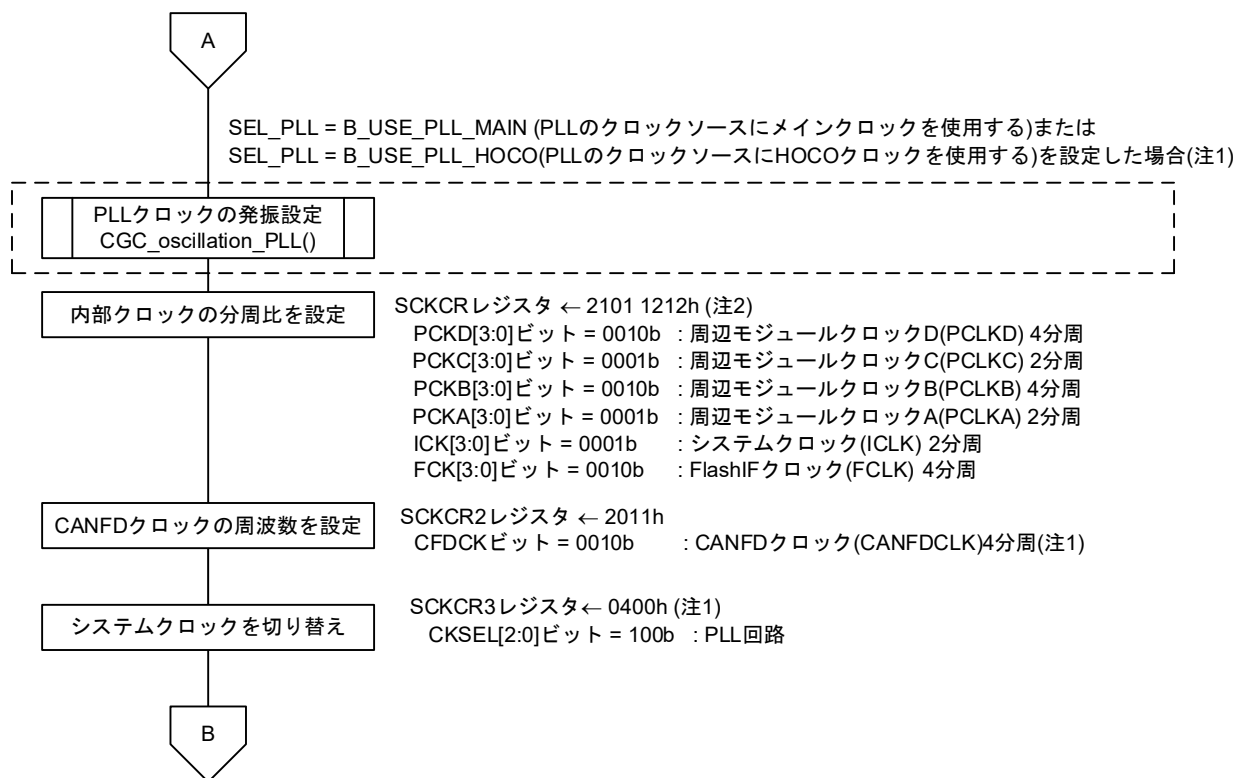 A
SEL_PLL = B_USE_PLL_MAIN (PLLのクロックソースにメインクロックを使用する)または
SEL_PLL = B_USE_PLL_HOCO(PLLのクロックソースにHOCOクロックを使用する)を設定した場合(注1)
PLLクロックの発振設定
CGC_oscillation_PLL()
内部クロックの分周比を設定
SCKCRレジスタ ← 2101 1212h (注2)
PCKD[3:0]ビット = 0010b : 周辺モジュールクロックD(PCLKD) 4分周
PCKC[3:0]ビット = 0001b : 周辺モジュールクロックC(PCLKC) 2分周
PCKB[3:0]ビット = 0010b : 周辺モジュールクロックB(PCLKB) 4分周
PCKA[3:0]ビット = 0001b : 周辺モジュールクロックA(PCLKA) 2分周
ICK[3:0]ビット = 0001b : システムクロック(ICLK) 2分周
FCK[3:0]ビット = 0010b : FlashIFクロック(FCLK) 4分周
CANFDクロックの周波数を設定
SCKCR2レジスタ ← 2011h
CFDCKビット = 0010b : CANFDクロック(CANFDCLK)4分周(注1)
システムクロックを切り替え
SCKCR3レジスタ← 0400h (注1)
CKSEL[2:0]ビット = 100b : PLL回路
B